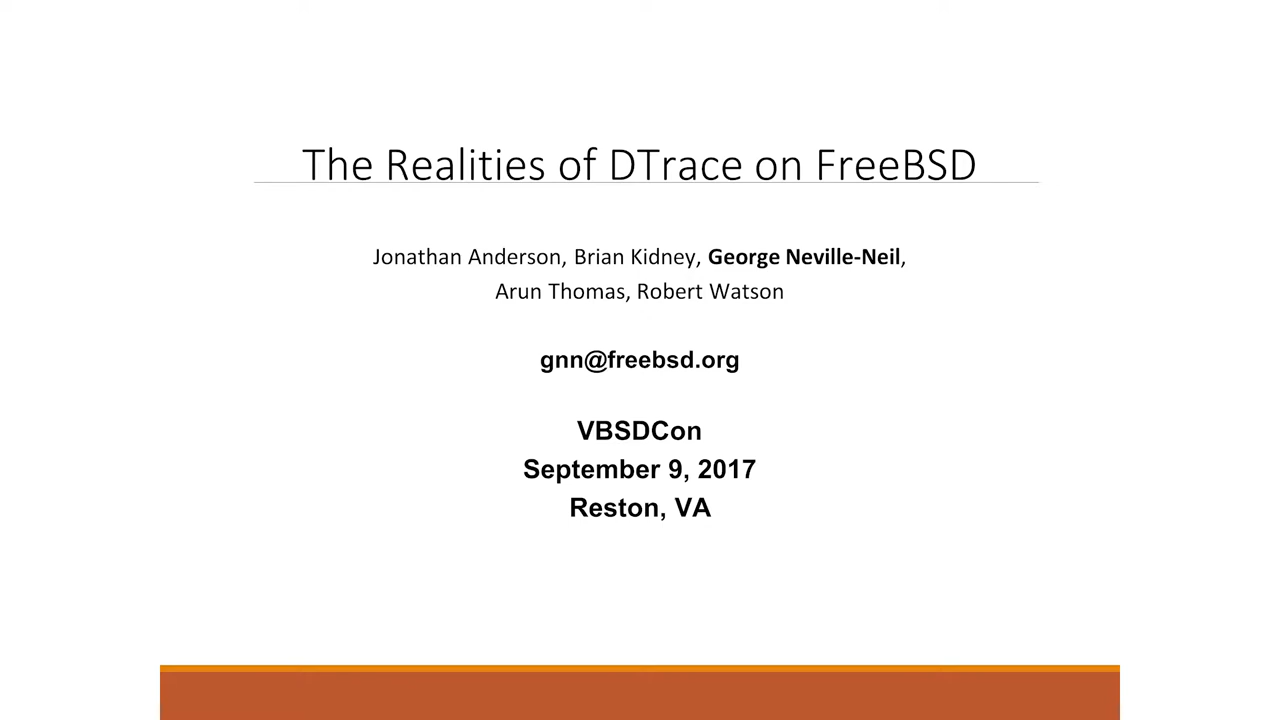 The Realities of DTrace on FreeBSD
Jonathan Anderson, Brian Kidney, George Neville-Neil,
Arun Thomas, Robert Watson
gnn@freebsd.org
VBSDCon
September 9, 2017
Reston, VA